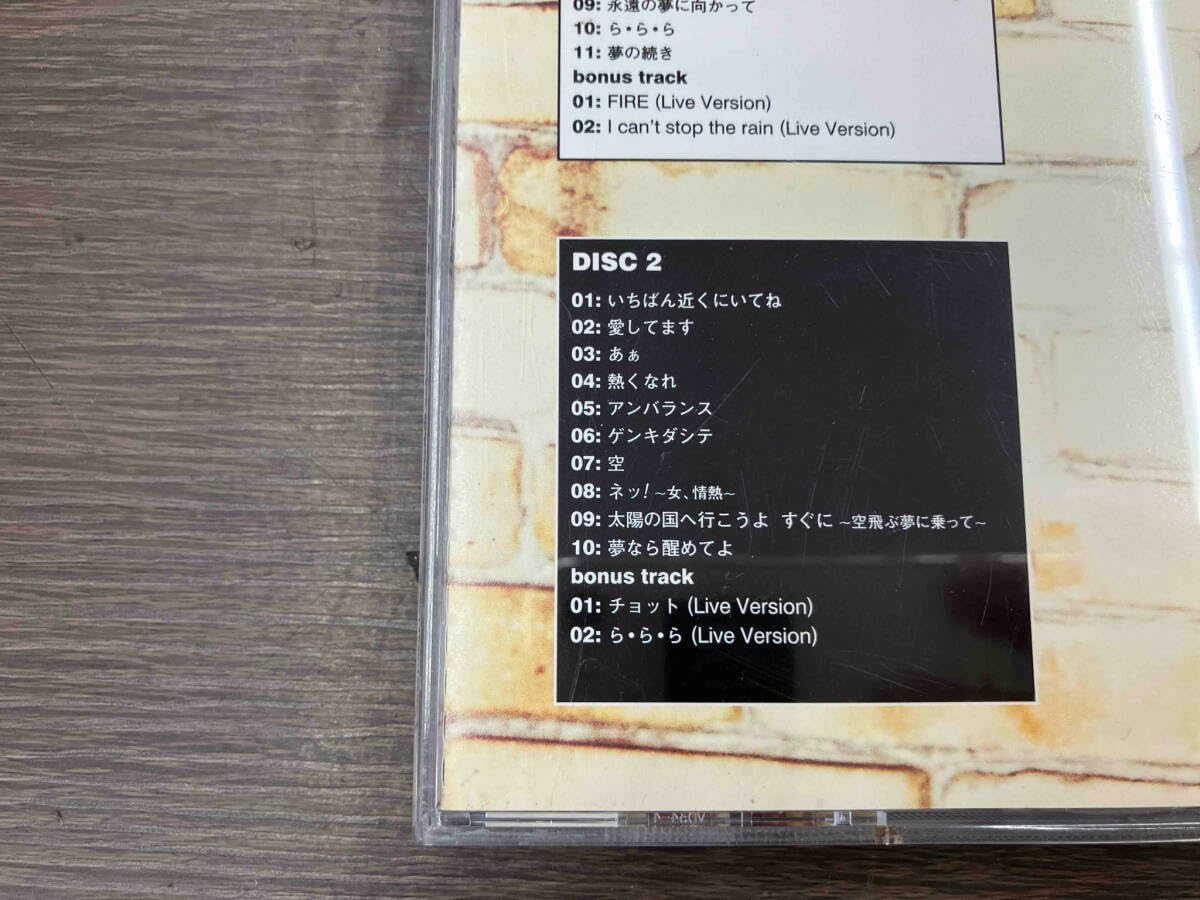 09: 永遠の夢に向かって
10: ら・ら・ら
11: 夢の続き
bonus track
01: FIRE (Live Version)
02: I can't stop the rain (Live Version)
DISC 2
01: いちばん近くにいてね
02: 愛してます
03: あぁ
04: 熱くなれ
05: アンバランス
06: ゲンキダシテ
07: 空
08: ネッ! ~女、情熱~
09: 太陽の国へ行こうよ すぐに ~空飛ぶ夢に乗って~
10: 夢なら醒めてよ
bonus track
01: チョット (Live Version)
02: ら・ら・ら (Live Version)